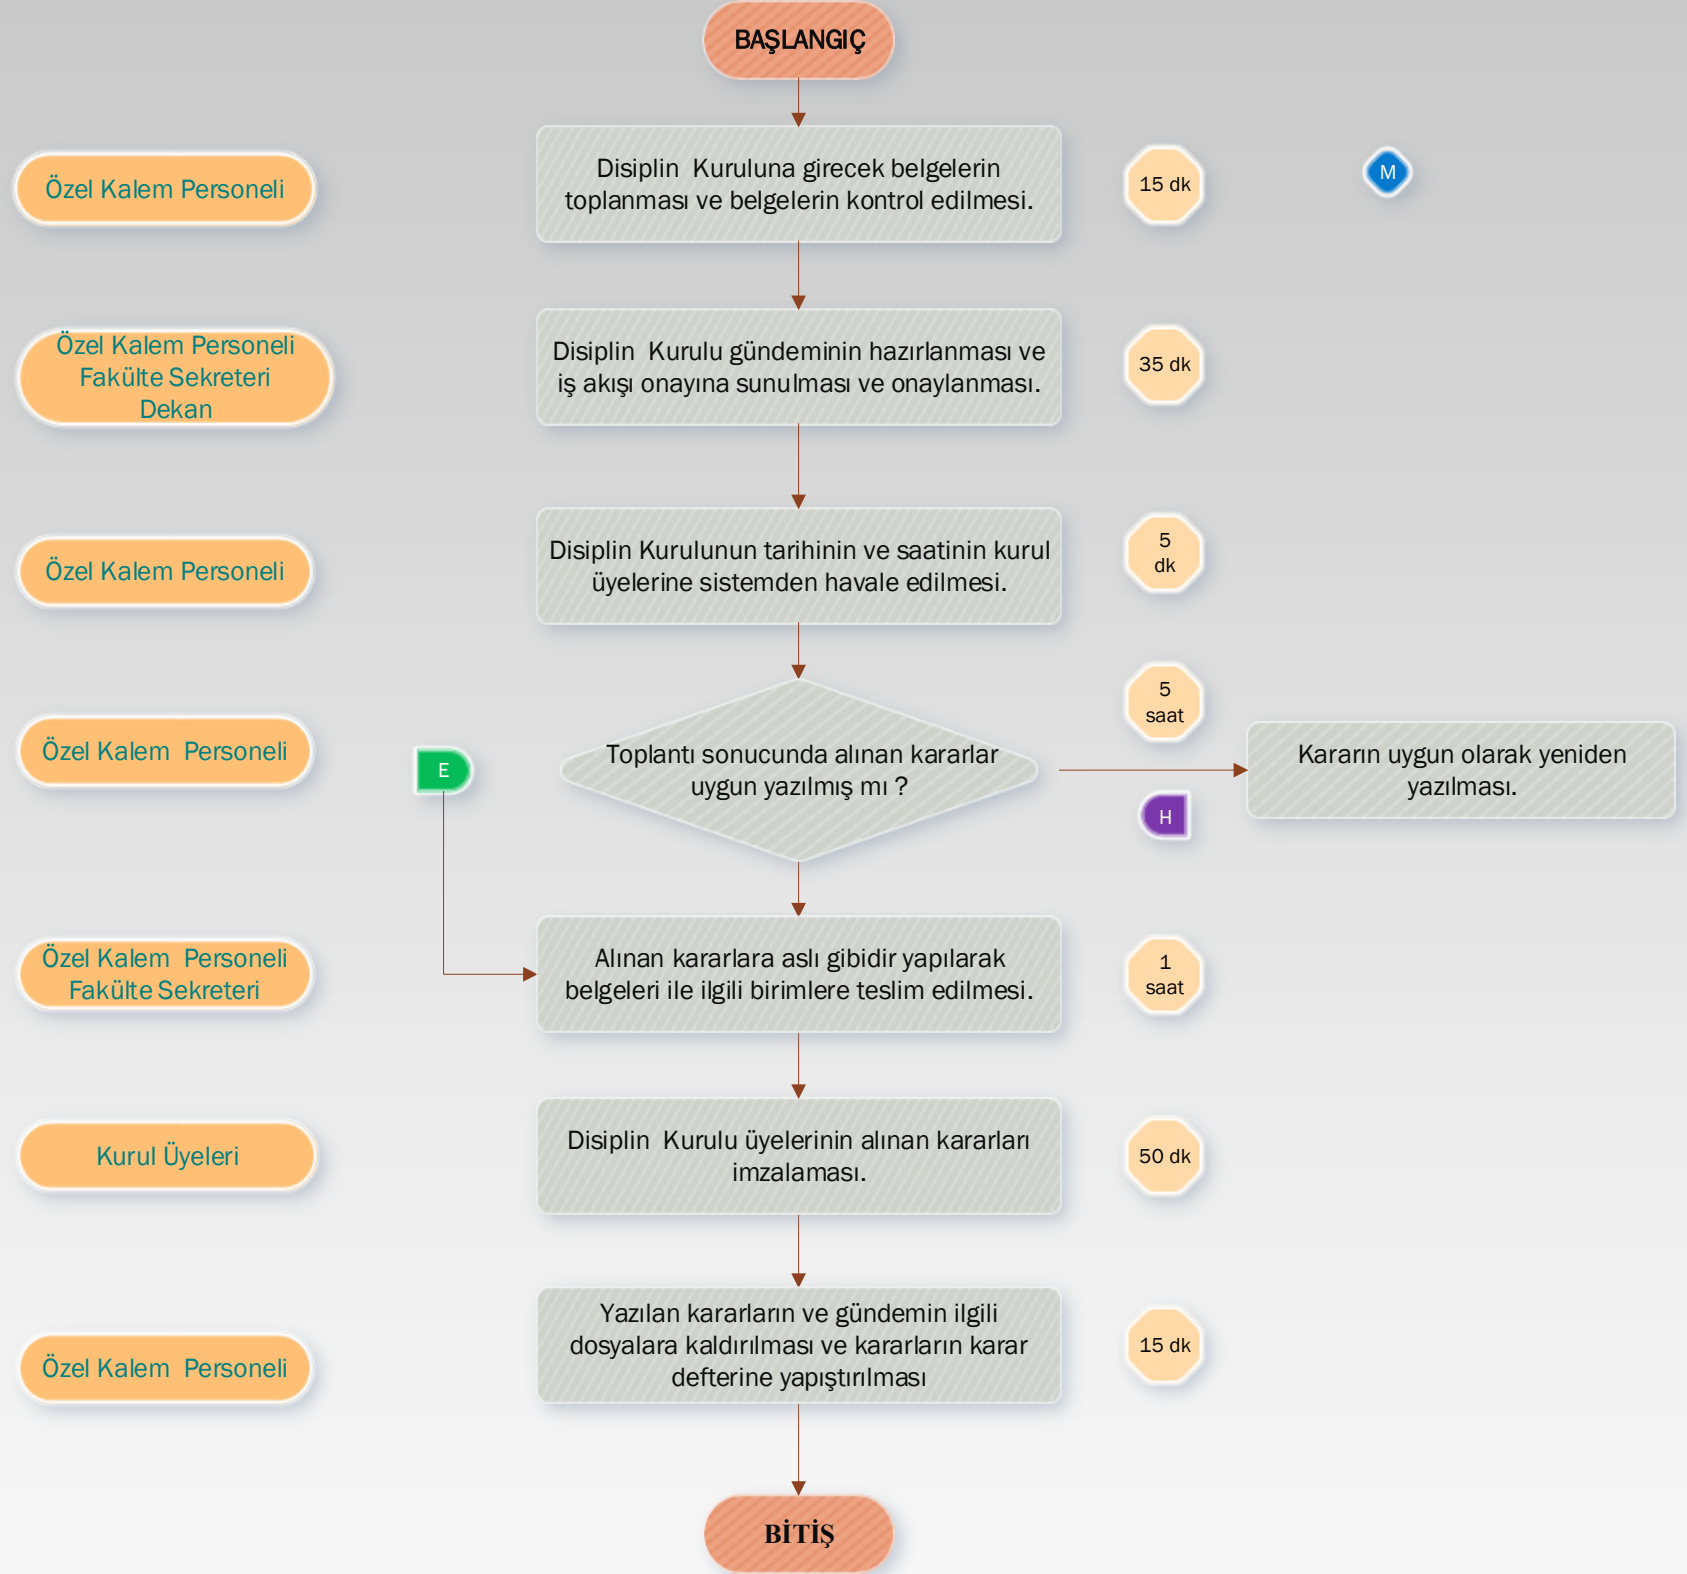 BAŞLANGIÇ
Özel Kalem Personeli
Disiplin Kuruluna girecek belgelerin
toplanması ve belgelerin kontrol edilmesi.
15 dk
M
Özel Kalem Personeli
Fakülte Sekreteri
Dekan
Disiplin Kurulu gündeminin hazırlanması ve
iş akışı onayına sunulması ve onaylanması.
35 dk
Özel Kalem Personeli
Disiplin Kurulunun tarihinin ve saatinin kurul
üyelerine sistemden havale edilmesi.
5
dk
Özel Kalem Personeli
E
Toplantı sonucunda alınan kararlar
uygun yazılmış mı ?
5
saat
H
Kararın uygun olarak yeniden
yazılması.
Özel Kalem Personeli
Fakülte Sekreteri
Alınan kararlara aslı gibidir yapılarak
belgeleri ile ilgili birimlere teslim edilmesi.
1
saat
Kurul Üyeleri
Disiplin Kurulu üyelerinin alınan kararları
imzalaması.
50 dk
Özel Kalem Personeli
Yazılan kararların ve gündemin ilgili
dosyalara kaldırılması ve kararların karar
defterine yapıştırılması
15 dk
BİTİŞ